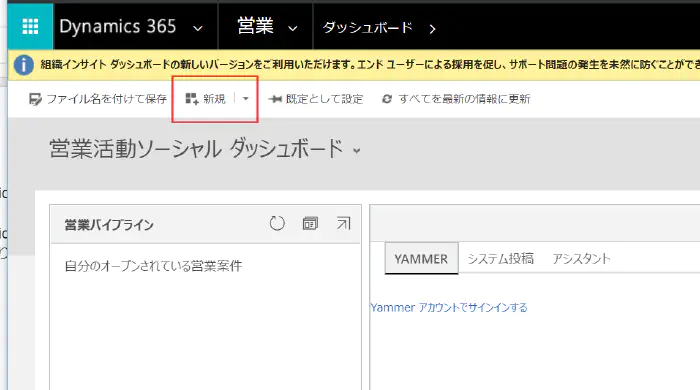 Dynamics 365 営業 ダッシュボード
組織インサイト ダッシュボードの新しいバージョンをご利用いただけます。エンド ユーザーによる採用を促し、サポート問題の発生を未然に防ぐことができ
ファイル名を付けて保存 新規 既定として設定 すべてを最新の情報に更新
営業活動ソーシャル ダッシュボード
営業パイプライン
自分のオープンされている営業案件
YAMMER システム投稿 アシスタント
Yammer アカウントでサインインする